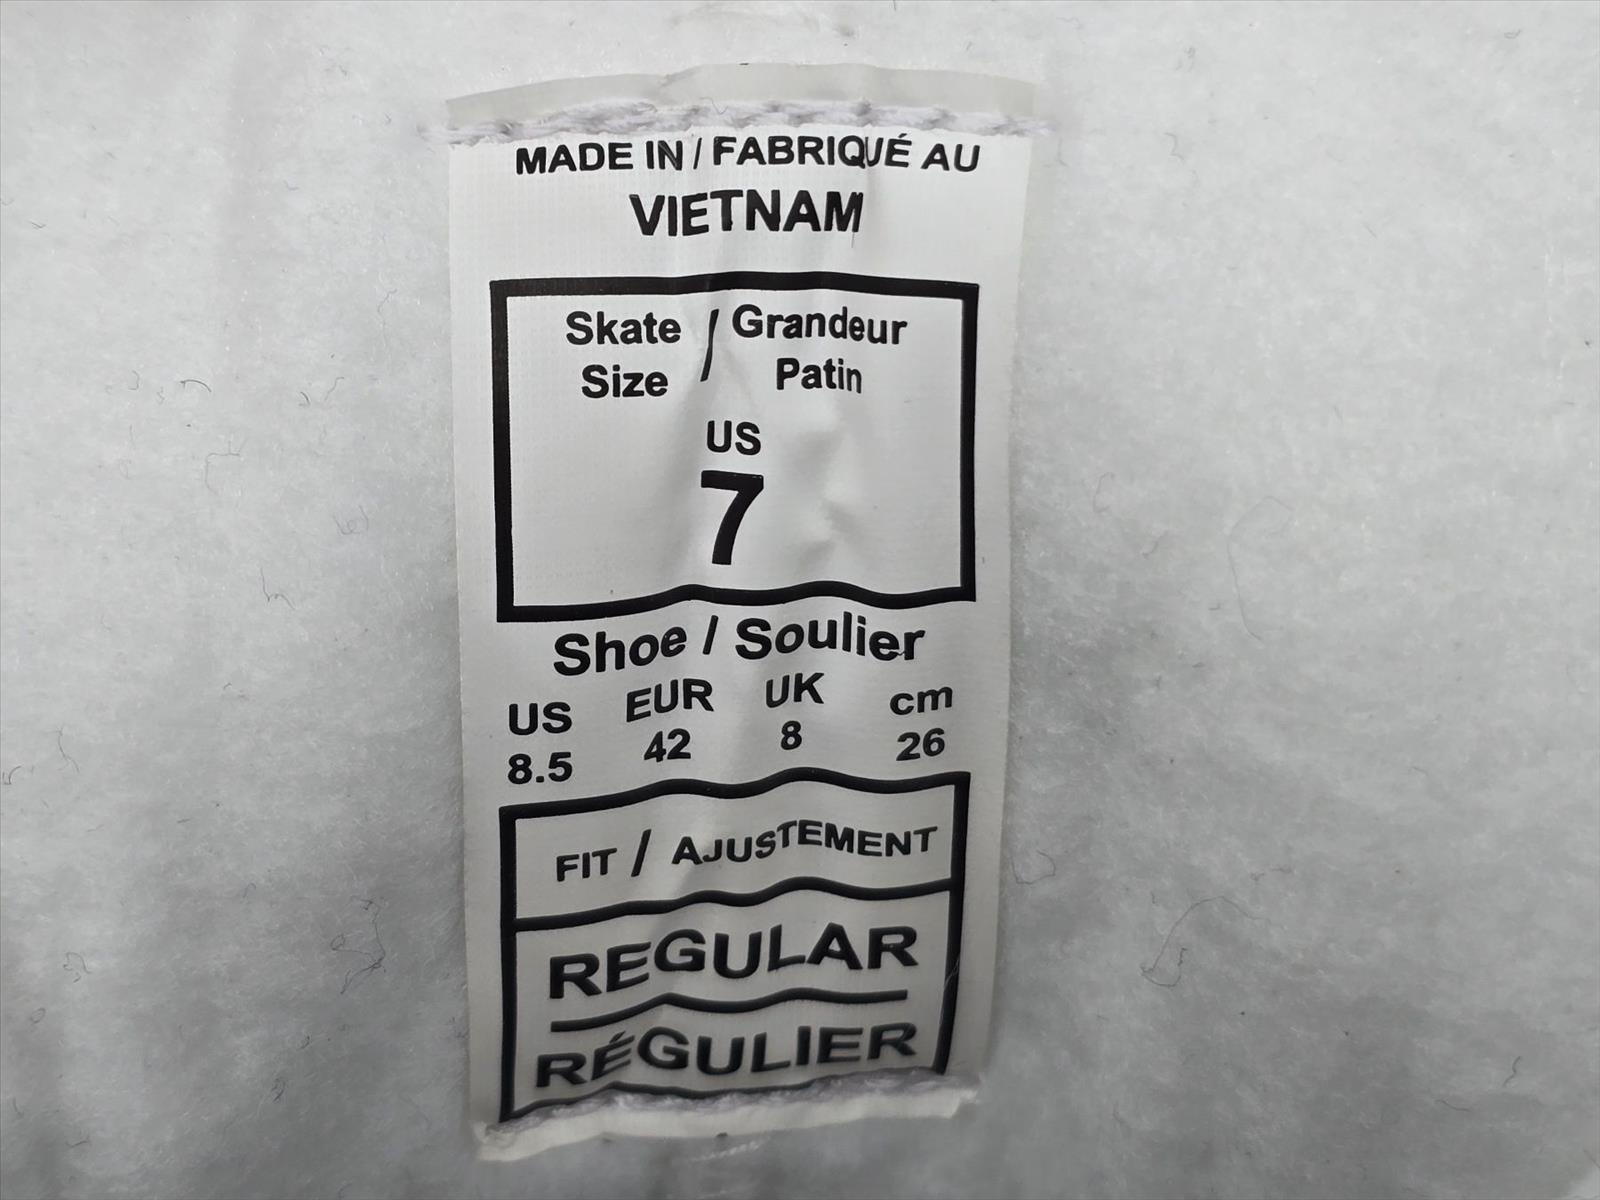 MADE IN / FABRIQUÉ AU
VIETNAM
Skate / Grandeur
Size Patin
US
7
Shoe / Soulier
US EUR UK cm
8.5 42 8 26
FIT / AJUSTEMENT
REGULAR
RÉGULIER